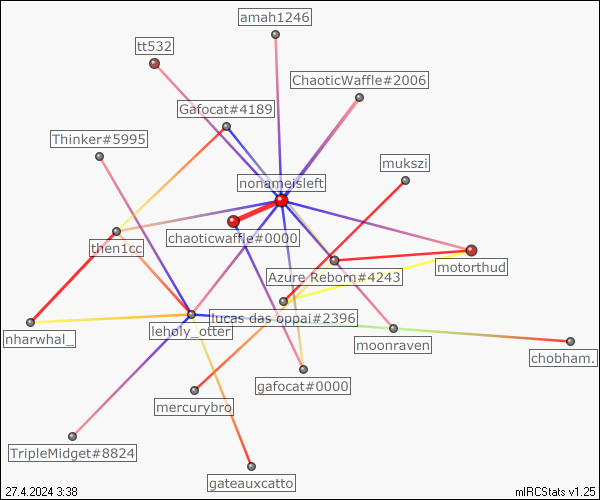 amah1246
tt532
ChaoticWaffle#2006
Gafocat#4189
Thinker#5995
mukszi
nonameisleft
chaoticwaffle#0000
then1cc
motorthud
Azure Reborn#4243
lucas das oppai#2396
leholy_otter
nharwhal_
moonraven
chobham.
gafocat#0000
mercurybro
TripleMidget#8824
gateauxcatto
27.4.2024 3:38
mIRCStats v1.25